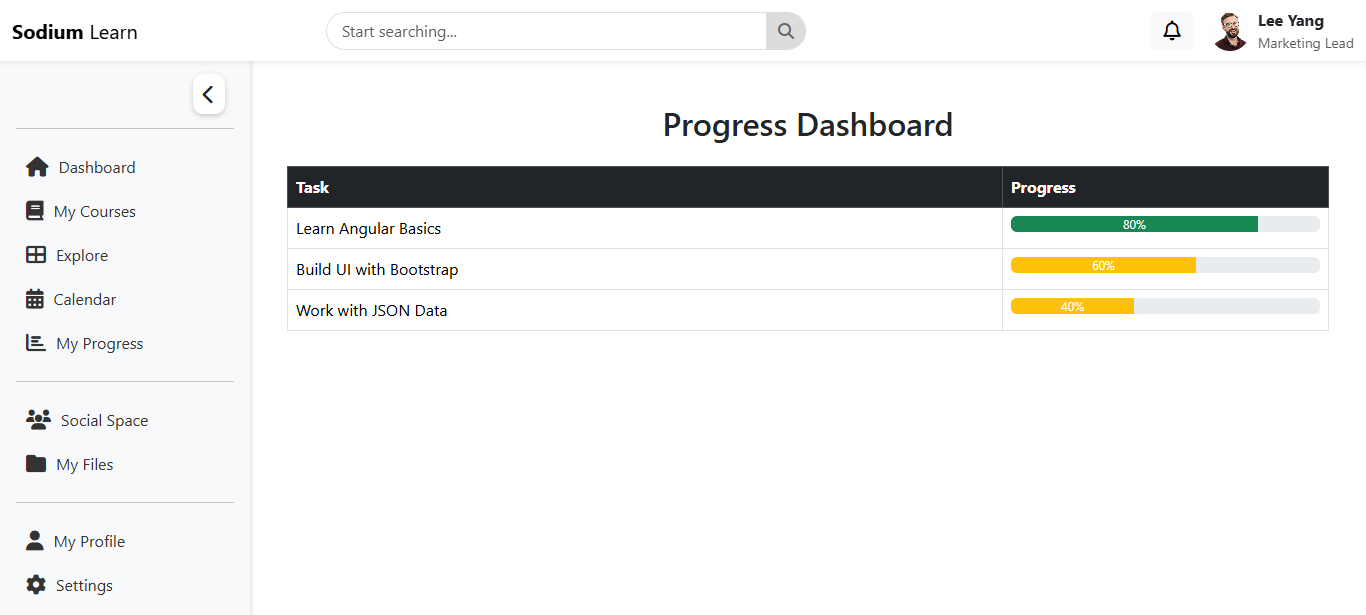 Sodium Learn
Start searching...
Lee Yang
Marketing Lead
Dashboard
My Courses
Explore
Calendar
My Progress
Social Space
My Files
My Profile
Settings
Progress Dashboard
Task Progress
Learn Angular Basics 80%
Build UI with Bootstrap 60%
Work with JSON Data 40%